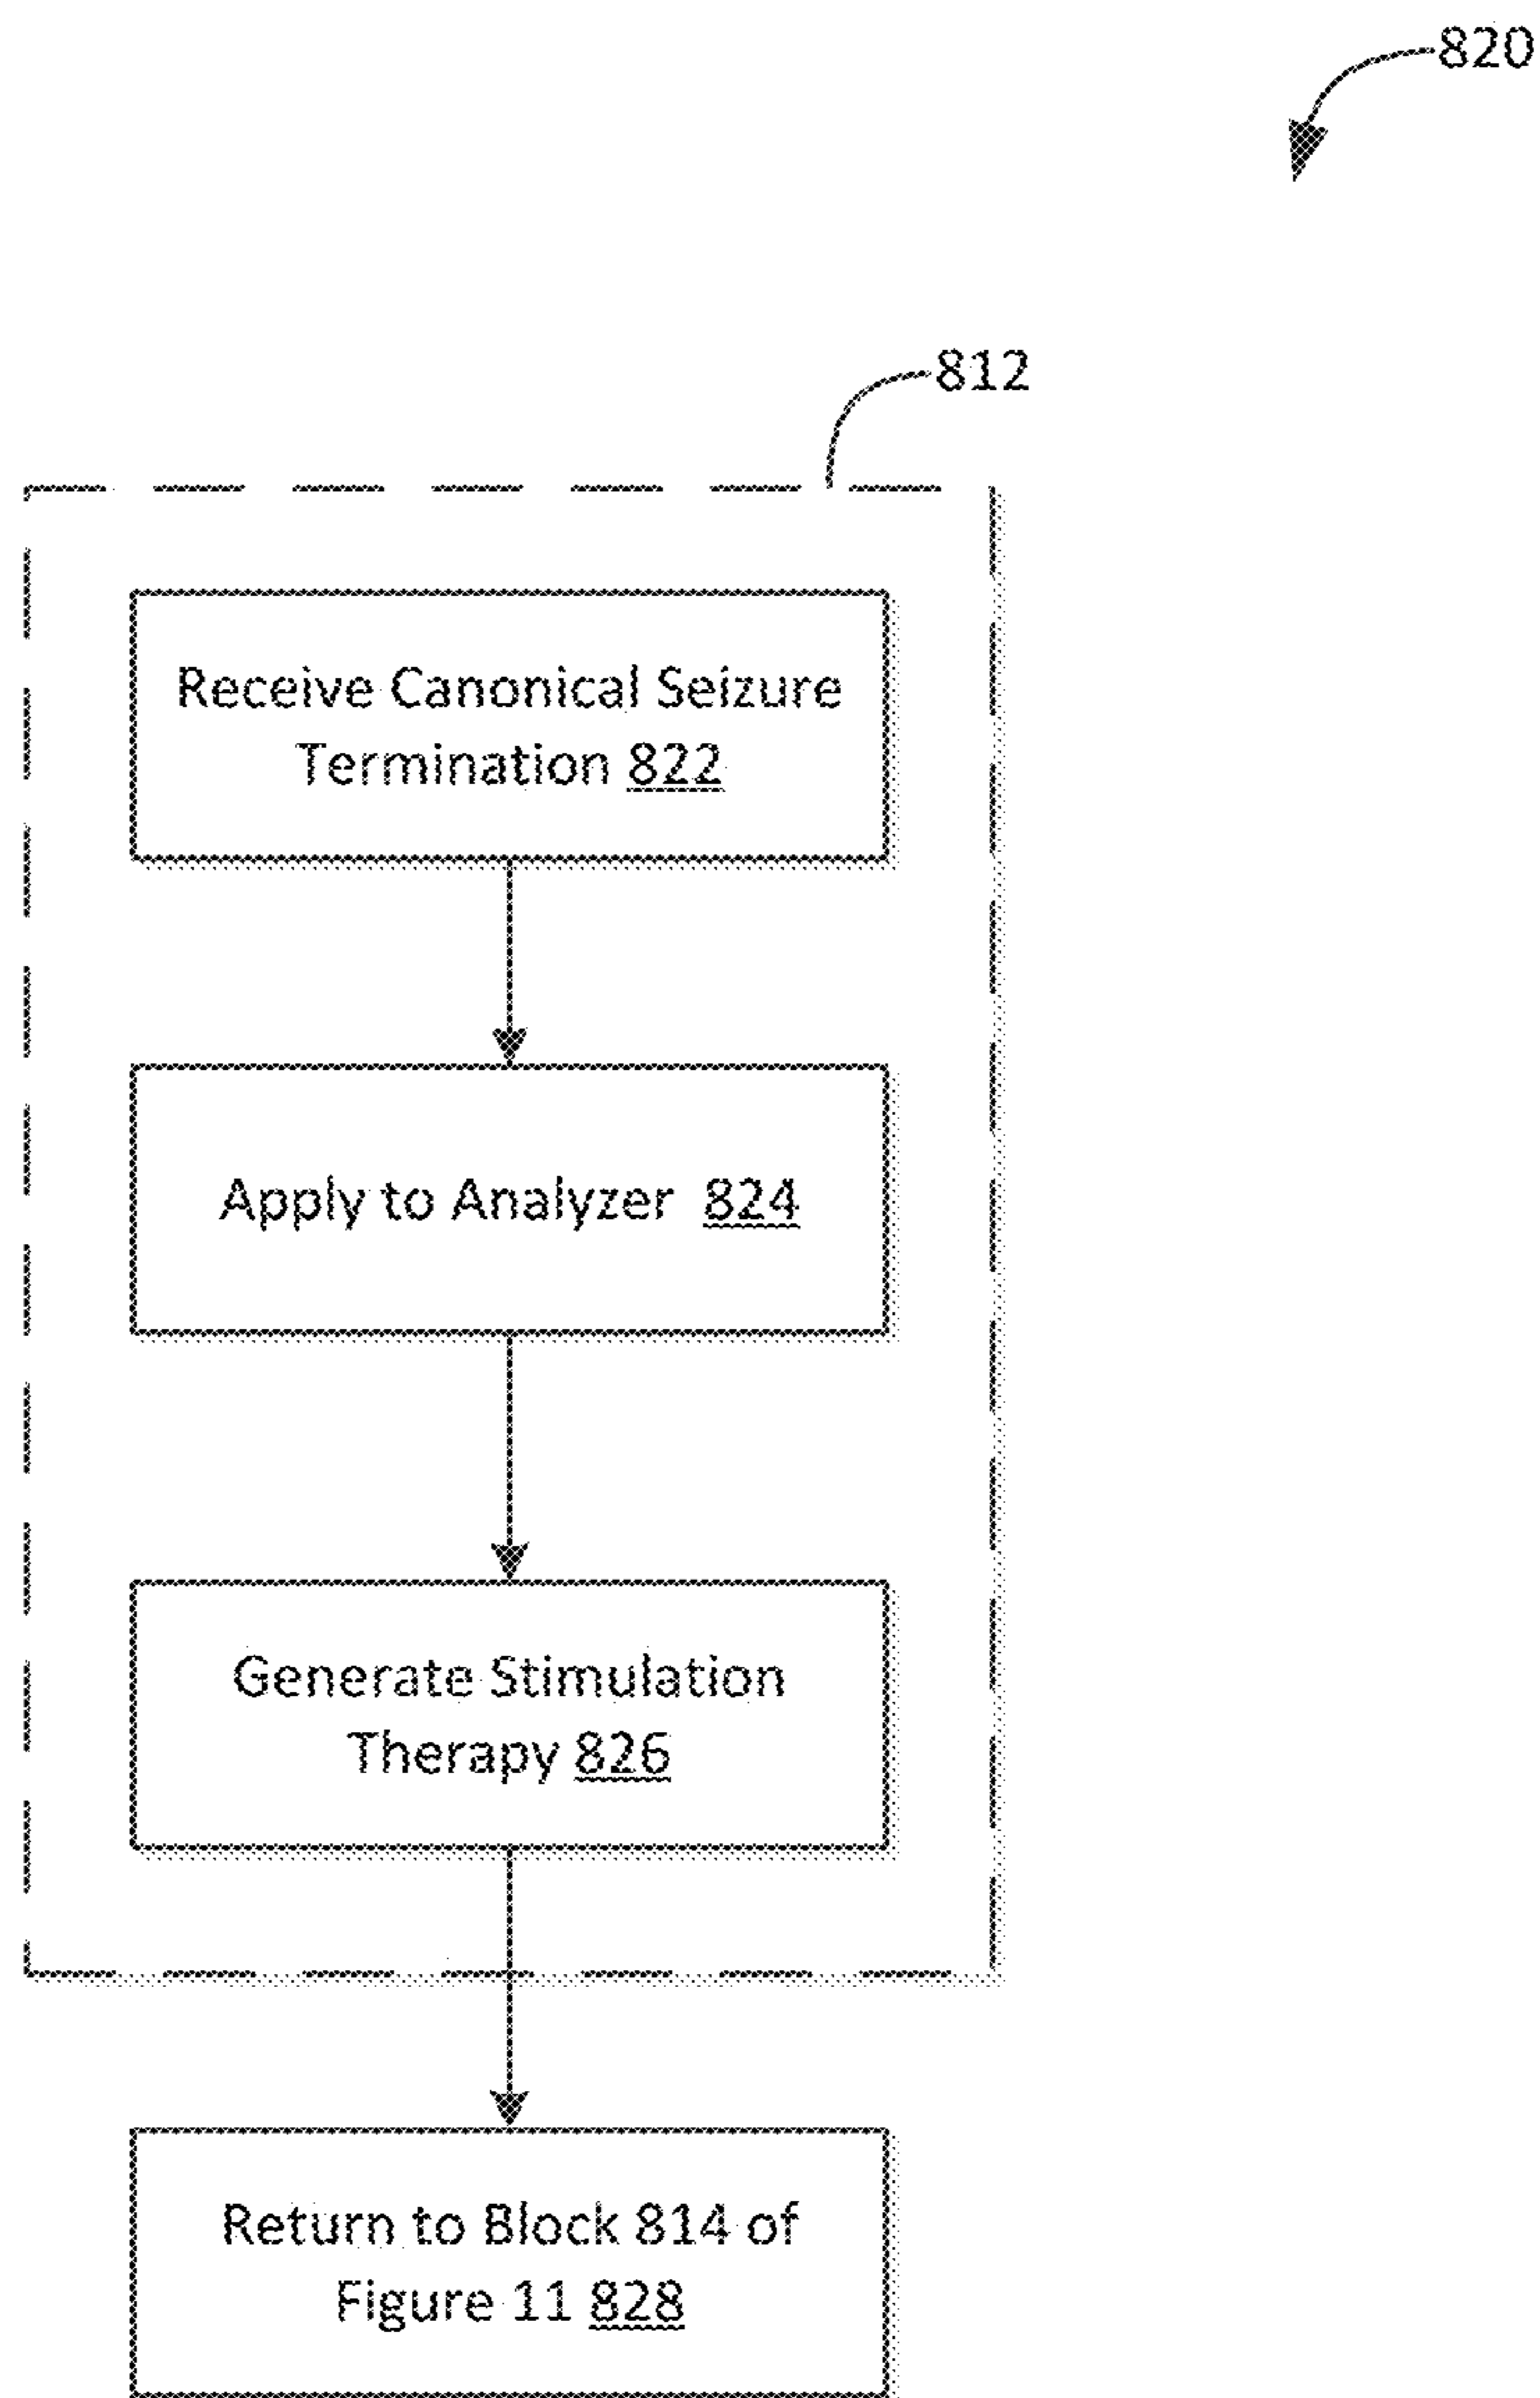 820
812
Receive Canonical Seizure
Termination 822
Apply to Analyzer 824
Generate Stimulation
Therapy 826
Return to Block 814 of
Figure 11 828